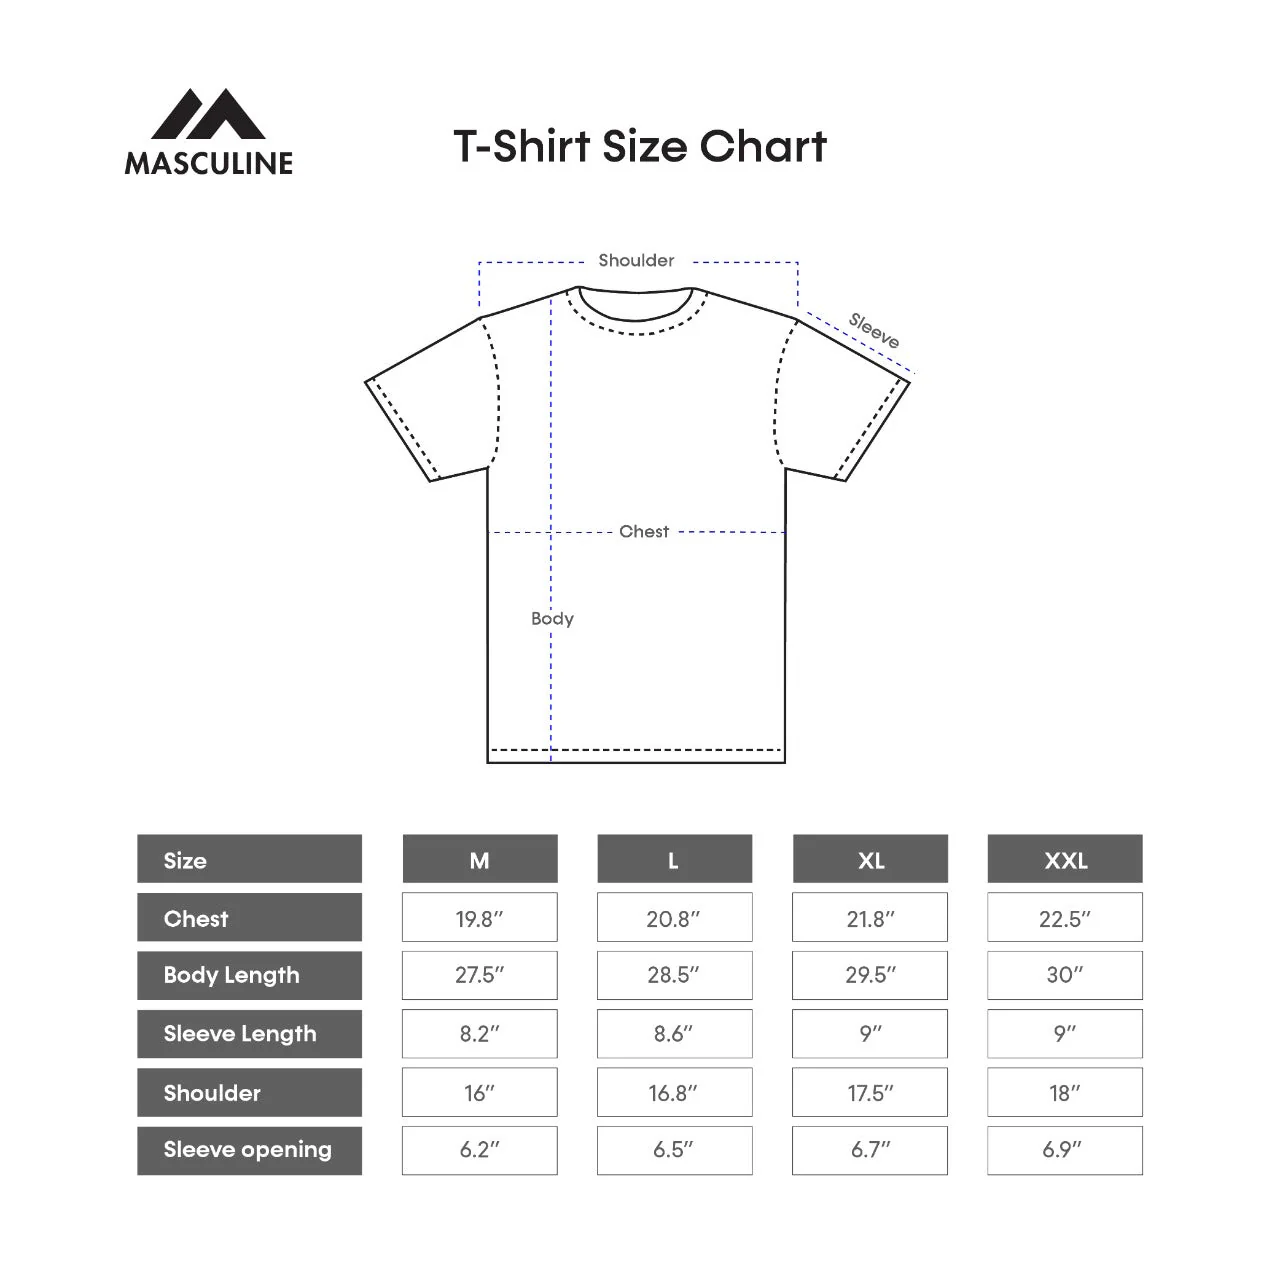 MASCULINE
T-Shirt Size Chart
Shoulder
Sleeve
Chest
Body
Size M L XL XXL
Chest 19.8″ 20.8″ 21.8″ 22.5″
Body Length 27.5″ 28.5″ 29.5″ 30″
Sleeve Length 8.2″ 8.6″ 9″ 9″
Shoulder 16″ 16.8″ 17.5″ 18″
Sleeve opening 6.2″ 6.5″ 6.7″ 6.9″